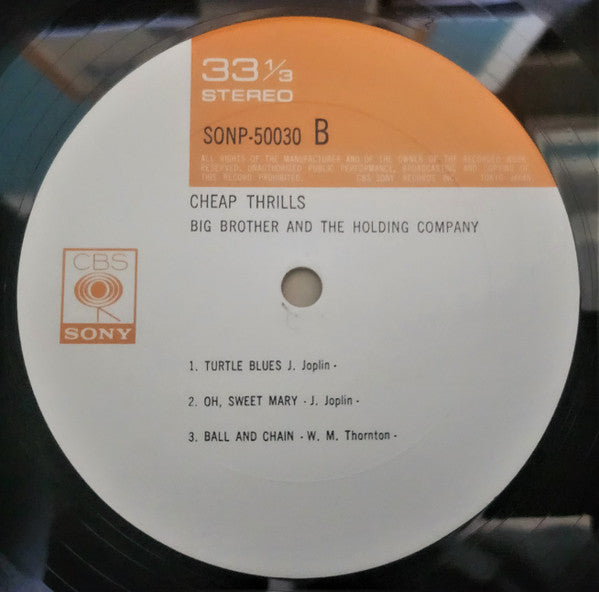 33 1/3
STEREO
SONP-50030 B
ALL RIGHTS OF THE MANUFACTURER AND OF THE OWNER OF THE RECORDED WORK
RESERVED. UNAUTHORISED PUBLIC PERFORMANCE, BROADCASTING AND COPYING OF
THIS RECORD PROHIBITED. CBS SONY RECORDS INC. TOKYO JAPAN
CHEAP THRILLS
BIG BROTHER AND THE HOLDING COMPANY
CBS
SONY
1. TURTLE BLUES J. Joplin -
2. OH, SWEET MARY - J. Joplin -
3. BALL AND CHAIN - W. M. Thornton -